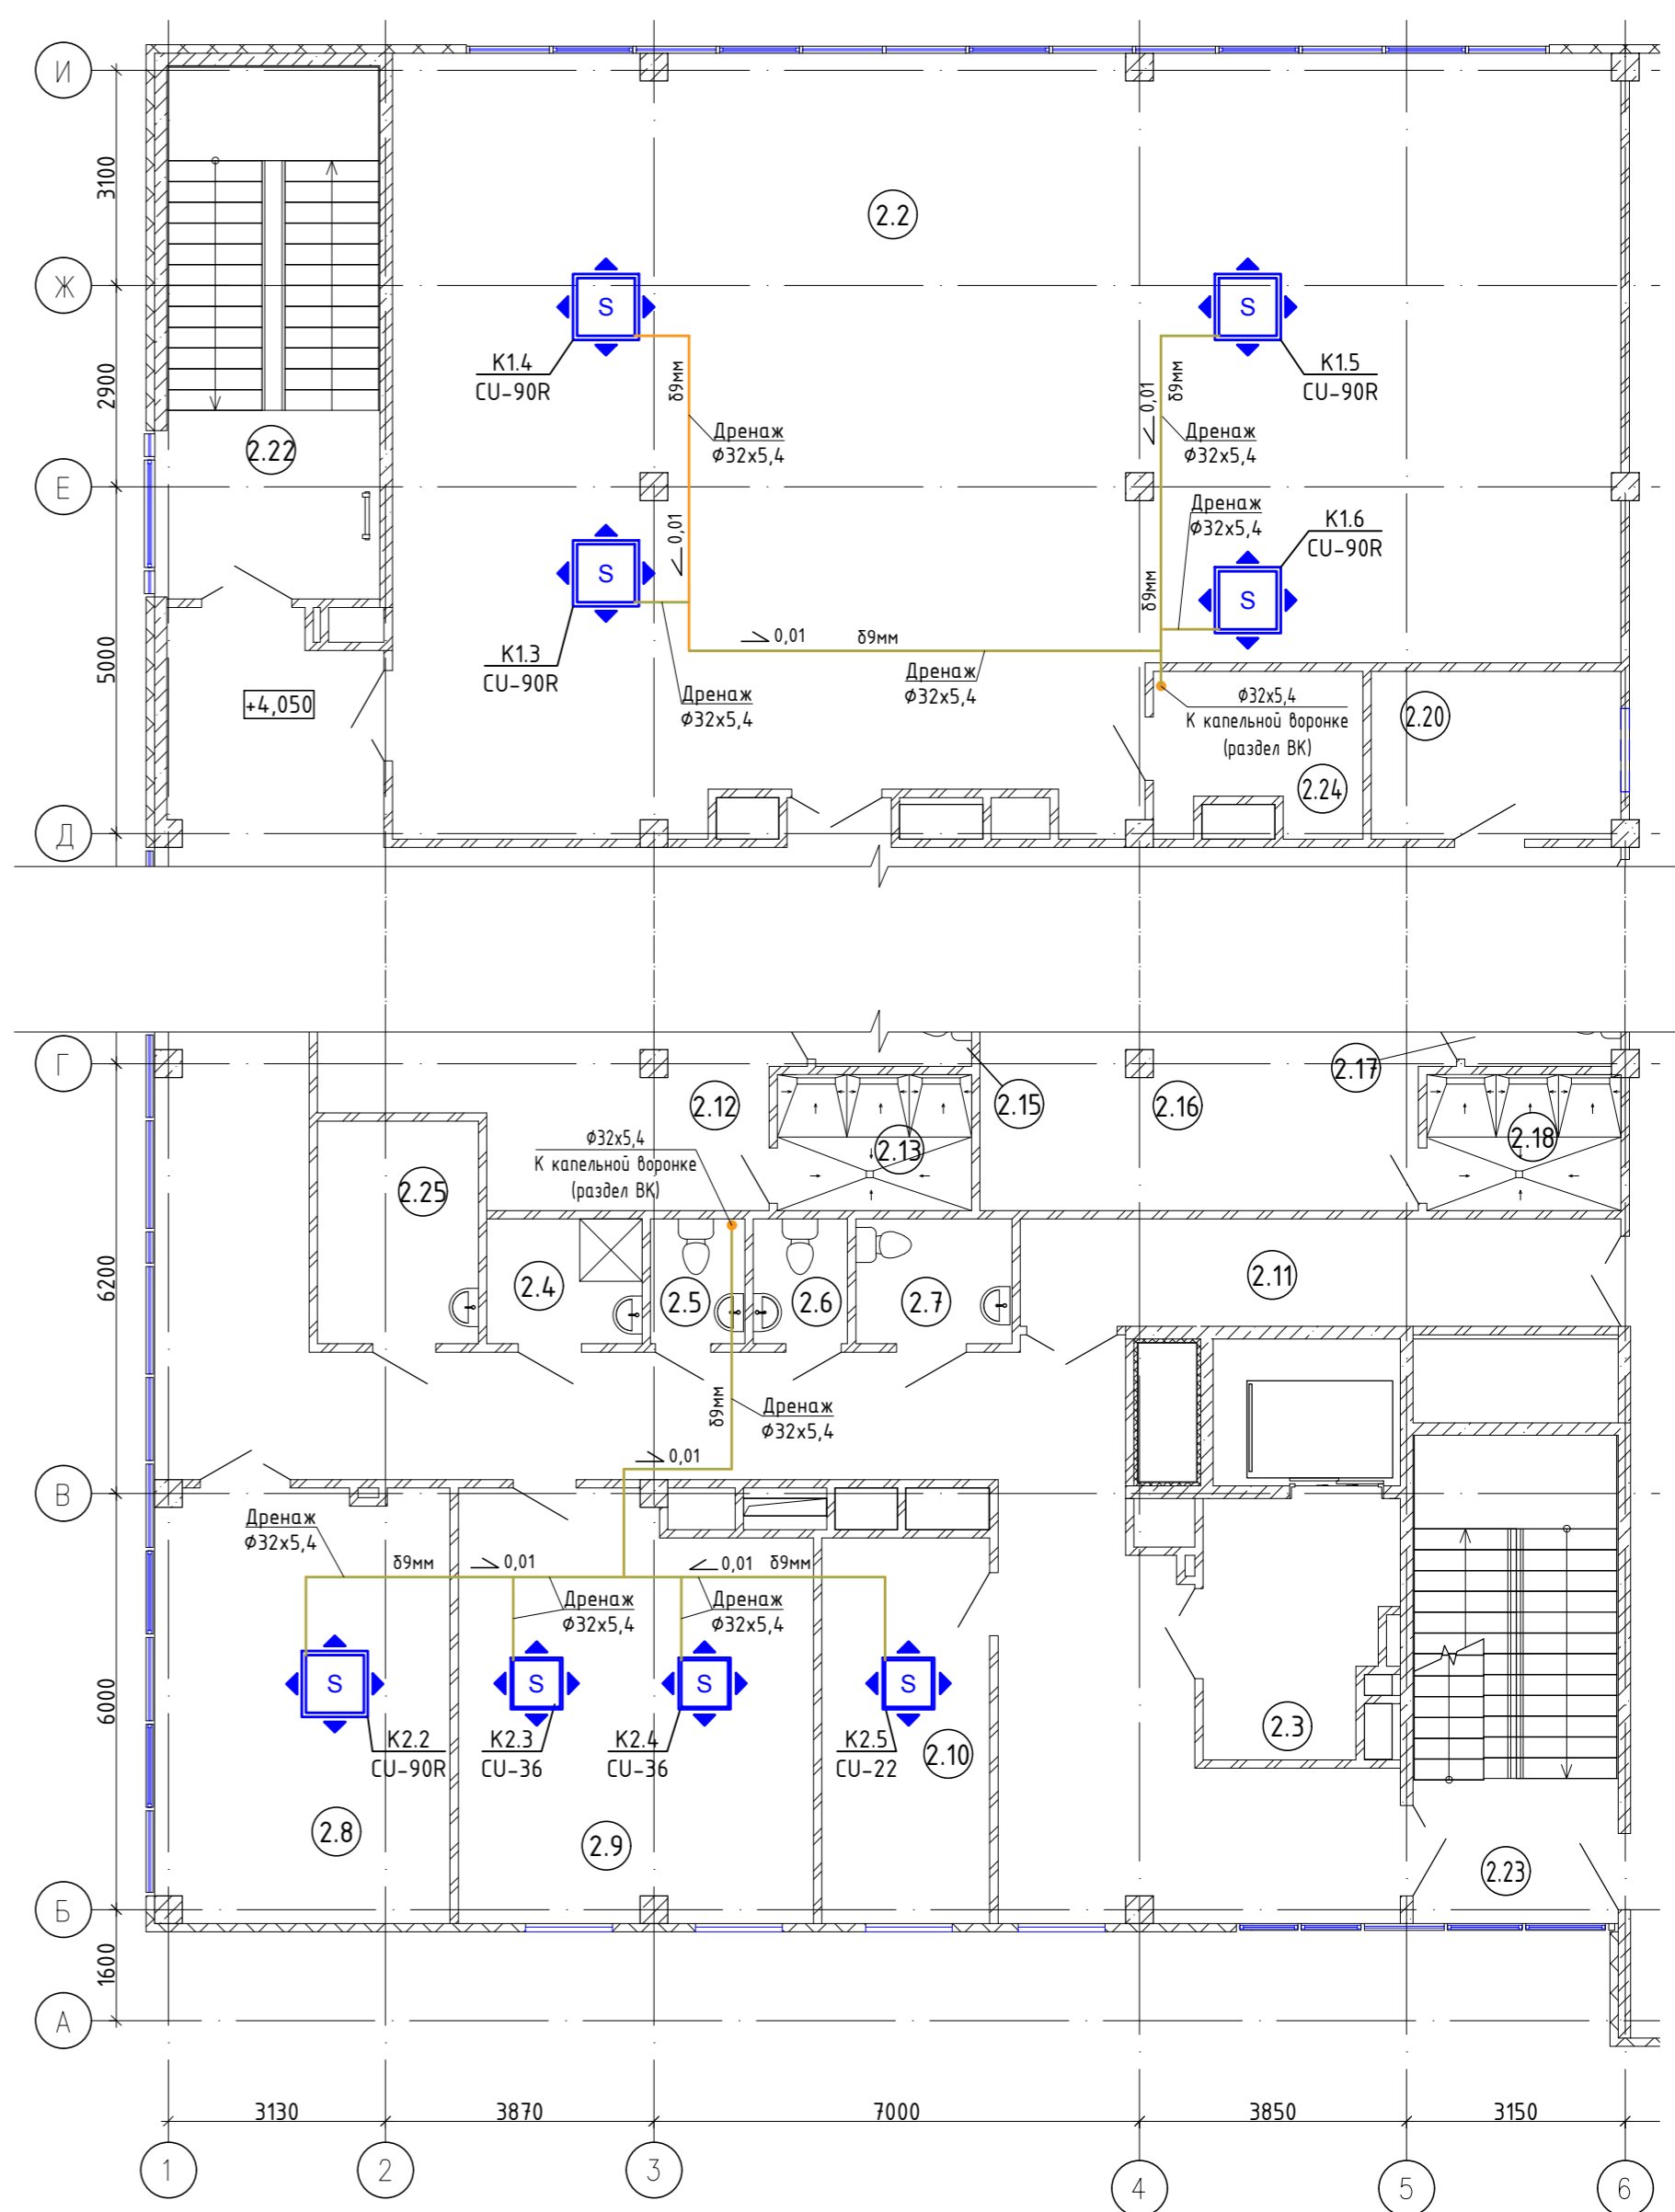 И
3100
2.2
Ж
S
S
K1.4
CU-90R
δ9мм
0,01
δ9мм
K1.5
CU-90R
2900
Дренаж
Ф32х5,4
Дренаж
Ф32х5,4
2.22
Е
Дренаж
Ф32х5,4
K1.6
CU-90R
0,01
S
δ9мм
S
5000
0,01
δ9мм
K1.3
CU-90R
Дренаж
Ф32х5,4
Дренаж
Ф32х5,4
+4,050
Ф32х5,4
К капельной воронке
(раздел ВК)
2.20
2.24
Д
Г
2.17
2.12
2.15
2.16
2.13
2.18
Ф32х5,4
К капельной воронке
(раздел ВК)
2.25
6200
2.4
2.5
2.6
2.7
2.11
δ9мм
Дренаж
Ф32х5,4
0,01
В
Дренаж
Ф32х5,4
δ9мм
0,01
0,01
δ9мм
Дренаж
Ф32х5,4
Дренаж
Ф32х5,4
6000
S
S
S
S
K2.2
CU-90R
K2.3
CU-36
K2.4
CU-36
K2.5
CU-22
2.10
2.3
2.8
2.9
2.23
Б
1600
А
3130
3870
7000
3850
3150
1
2
3
4
5
6